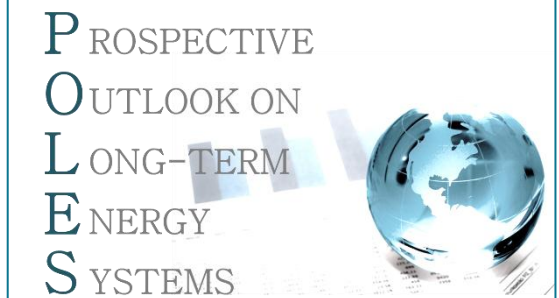 PROSPECTIVE
OUTLOOK ON
LONG-TERM
ENERGY
SYSTEMS